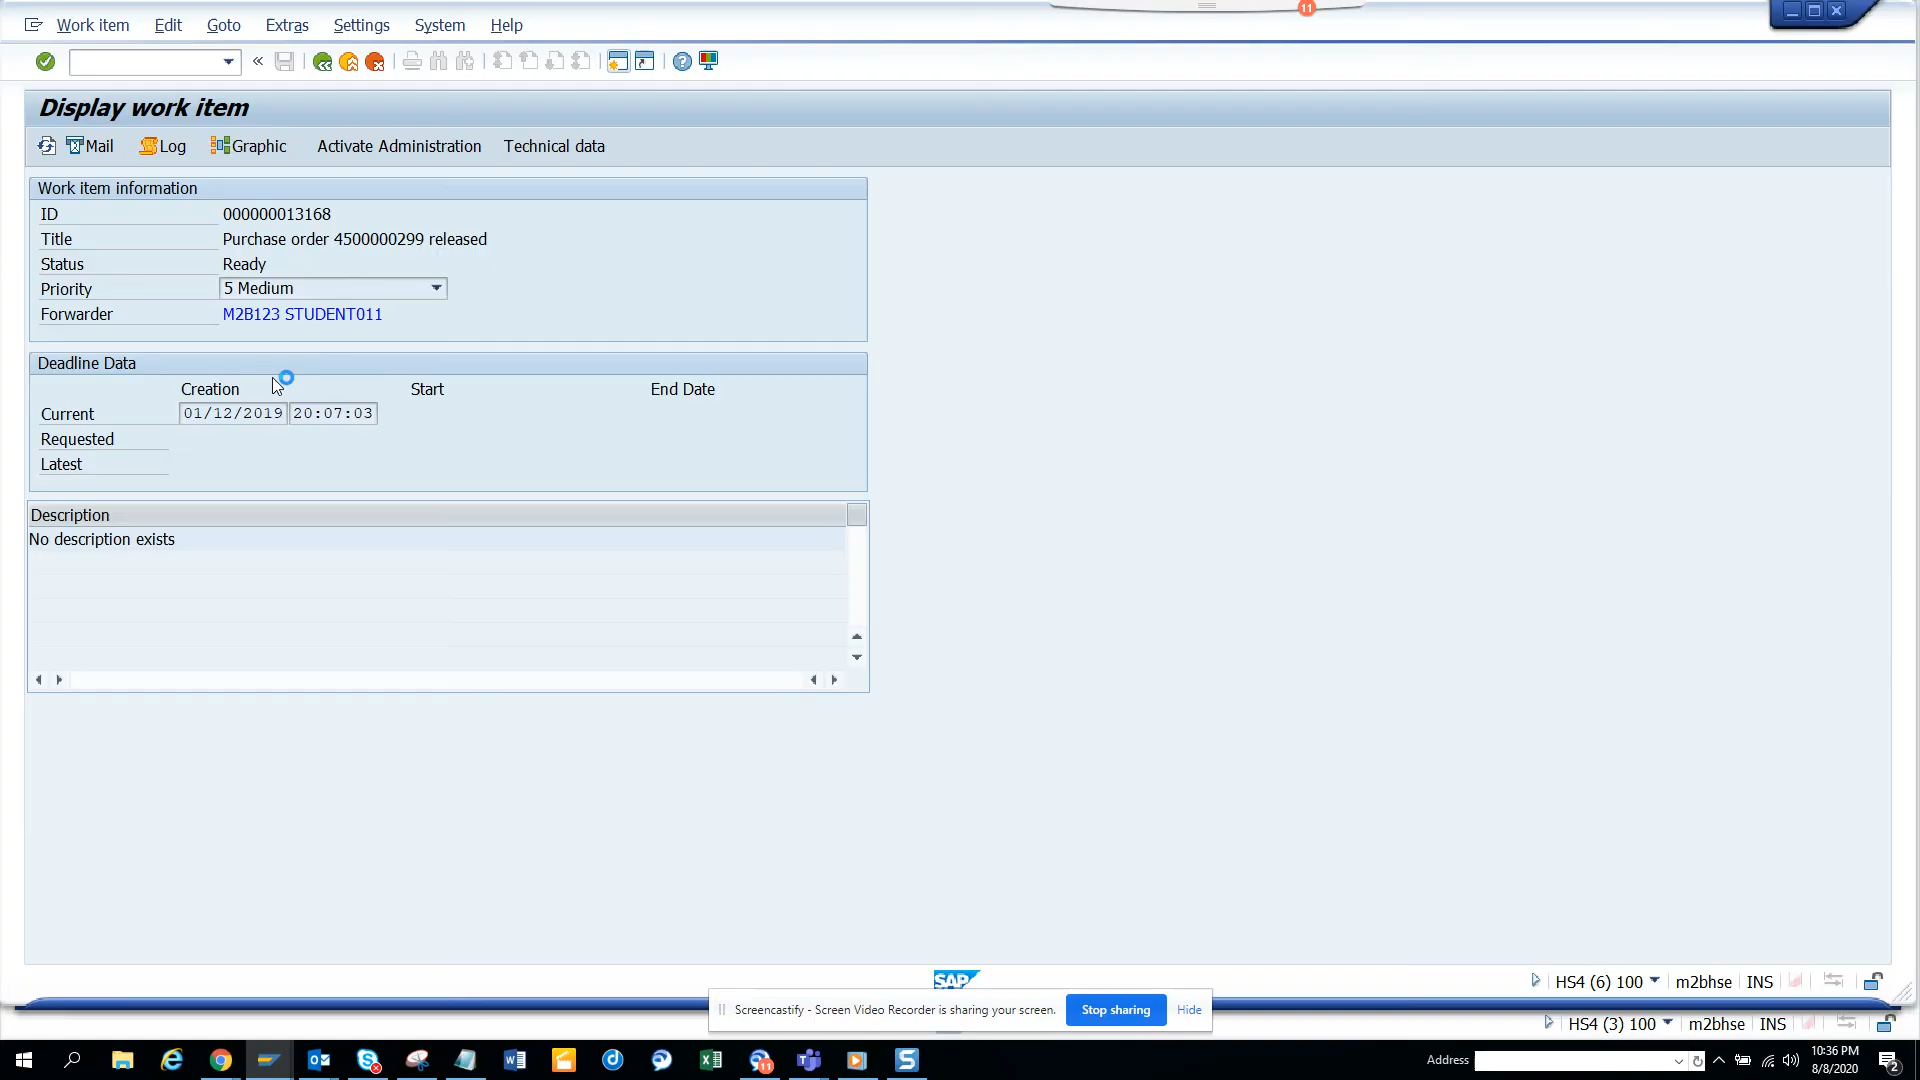 Work item Edit Goto Extras Settings System Help
11
«
Display work item
Mail Log Graphic Activate Administration Technical data
Work item information
ID 000000013168
Title Purchase order 4500000299 released
Status Ready
Priority 5 Medium
Forwarder M2B123 STUDENT011
Deadline Data
Creation Start End Date
Current 01/12/2019 20:07:03
Requested
Latest
Description
No description exists
SAP
HS4 (6) 100 m2bhse INS
Screencastify - Screen Video Recorder is sharing your screen. Stop sharing Hide
HS4 (3) 100 m2bhse INS
Address
10:36 PM
8/8/2020
2
11